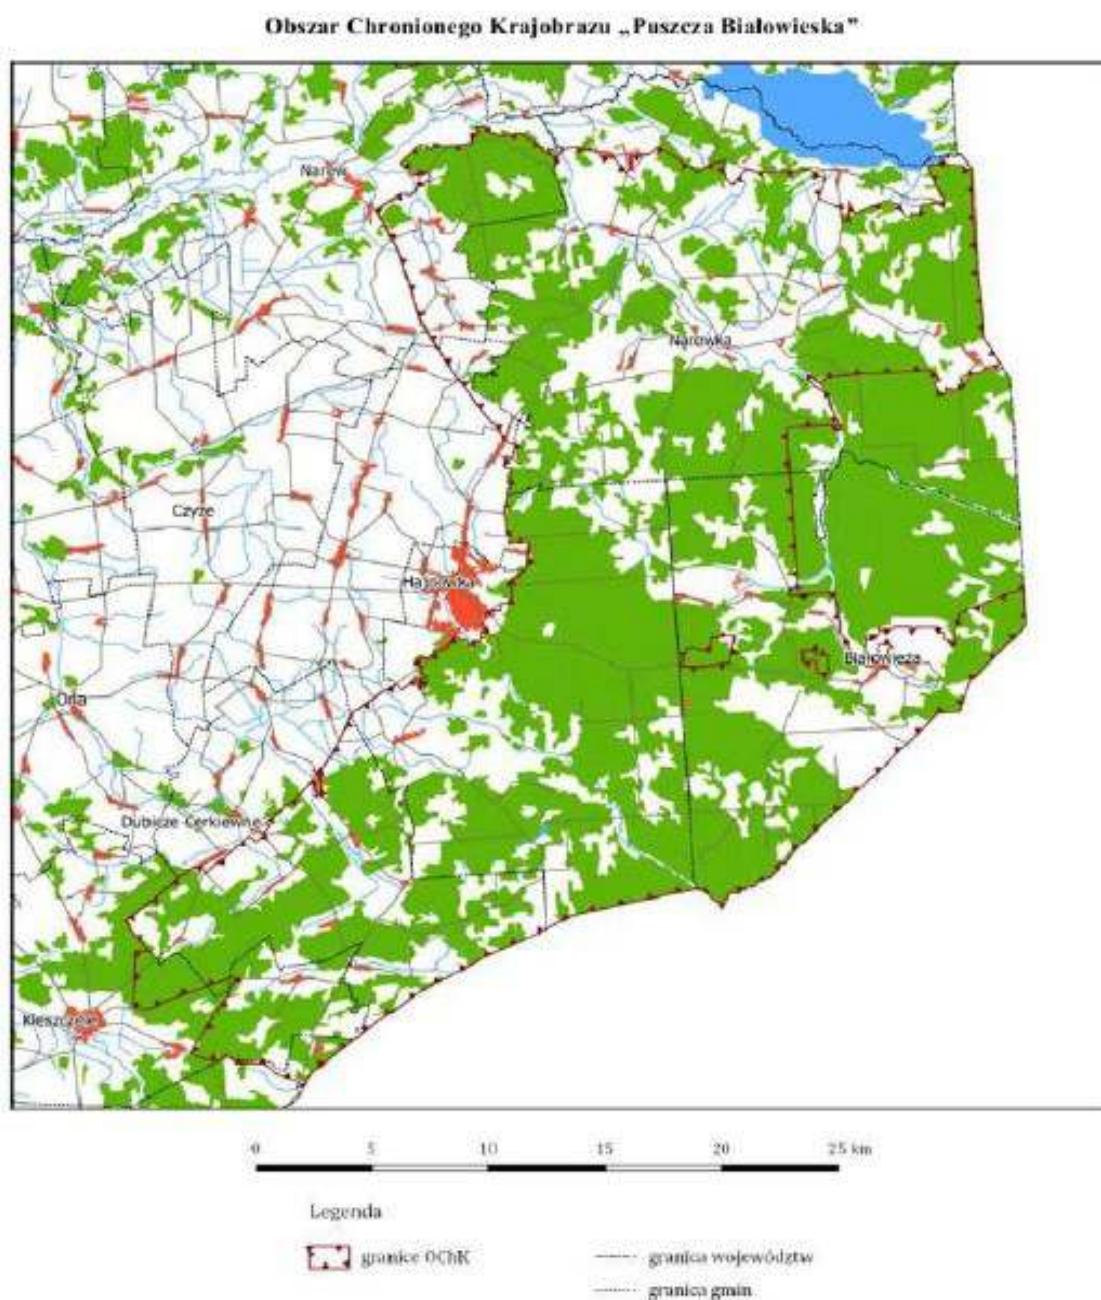 Obszar Chronionego Krajobrazu „Puszcza Białowieska”
Narew
Narewka
Czyże
Hajnówka
Białowieża
Orla
Dubicze Cerkiewne
Kleszczele
0 5 10 15 20 25 km
Legenda
granice OChK
granica województw
granica gmin